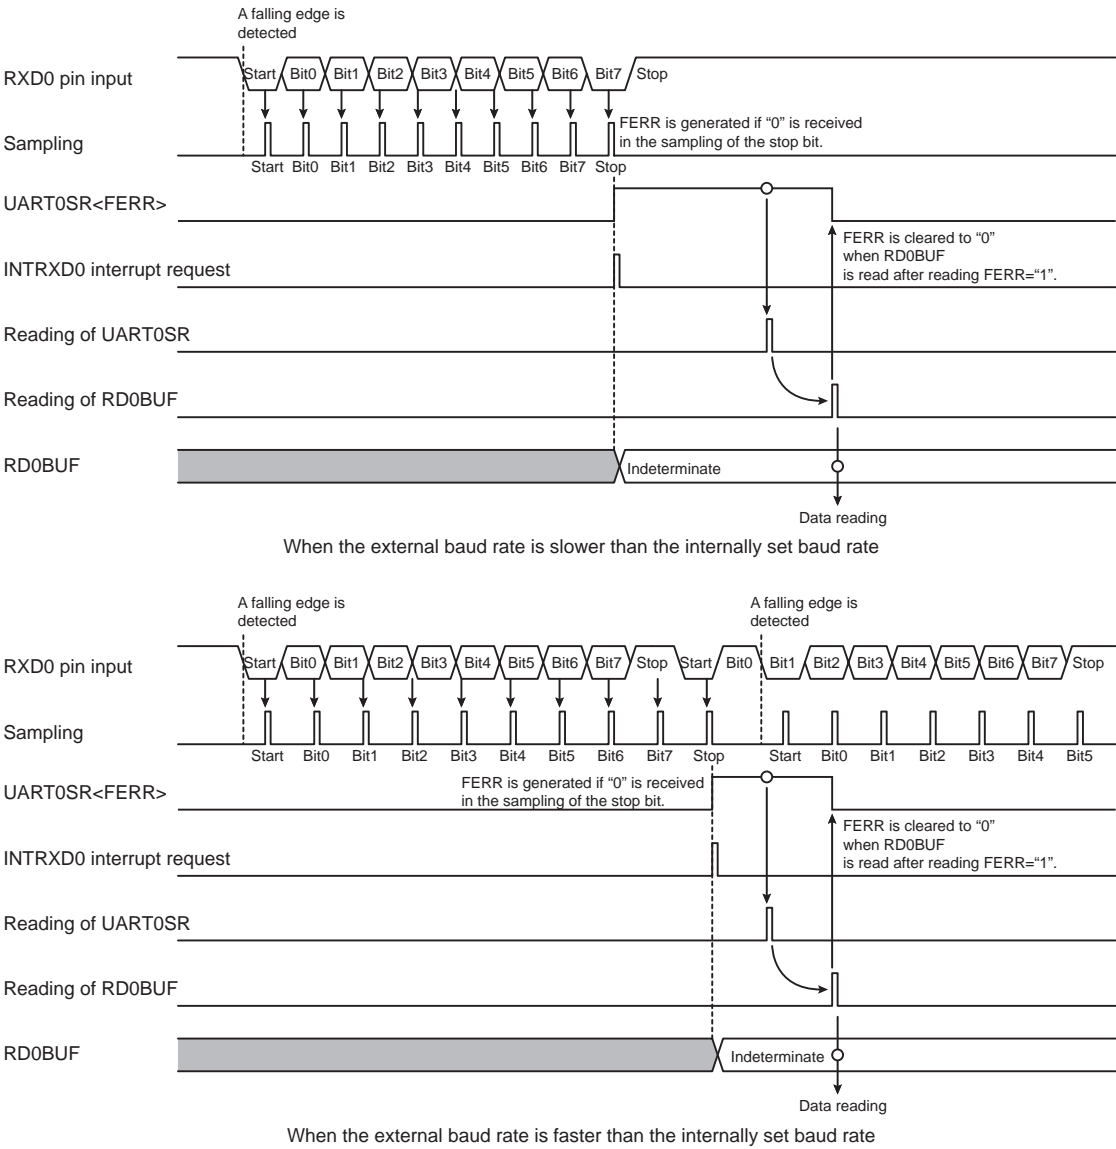 A falling edge is
detected
RXD0 pin input
Start Bit0 Bit1 Bit2 Bit3 Bit4 Bit5 Bit6 Bit7 Stop
Sampling
FERR is generated if “0” is received
in the sampling of the stop bit.
Start Bit0 Bit1 Bit2 Bit3 Bit4 Bit5 Bit6 Bit7 Stop
UART0SR<FERR>
FERR is cleared to “0”
when RD0BUF
is read after reading FERR=“1”.
INTRXD0 interrupt request
Reading of UART0SR
Reading of RD0BUF
RD0BUF
Indeterminate
Data reading
When the external baud rate is slower than the internally set baud rate
A falling edge is
detected
A falling edge is
detected
RXD0 pin input
Start Bit0 Bit1 Bit2 Bit3 Bit4 Bit5 Bit6 Bit7 Stop Start Bit0 Bit1 Bit2 Bit3 Bit4 Bit5 Bit6 Bit7 Stop
Sampling
Start Bit0 Bit1 Bit2 Bit3 Bit4 Bit5 Bit6 Bit7 Stop Start Bit0 Bit1 Bit2 Bit3 Bit4 Bit5
FERR is generated if “0” is received
in the sampling of the stop bit.
UART0SR<FERR>
FERR is cleared to “0”
when RD0BUF
is read after reading FERR=“1”.
INTRXD0 interrupt request
Reading of UART0SR
Reading of RD0BUF
RD0BUF
Indeterminate
Data reading
When the external baud rate is faster than the internally set baud rate